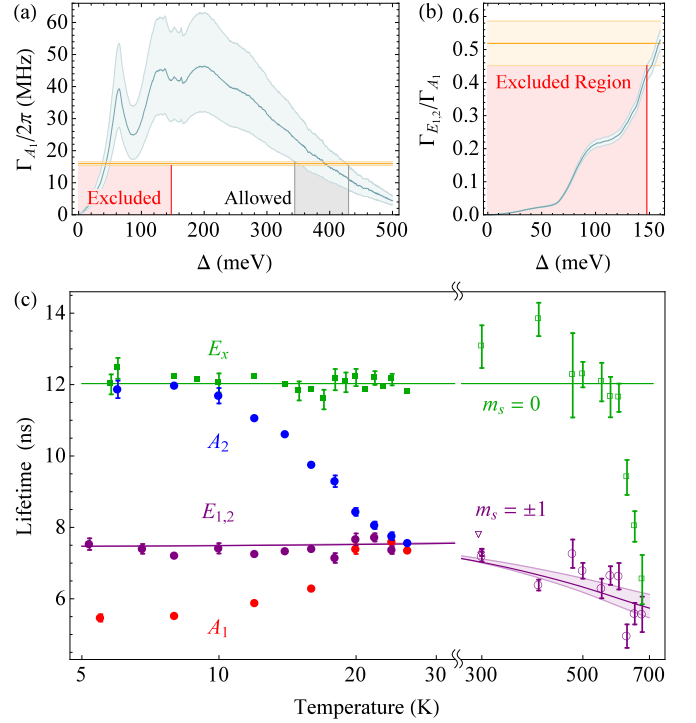 (a)
Γ_{A_1}/2π (MHz)
60
50
40
30
20
10
0
Excluded
Allowed
0 100 200 300 400 500
Δ (meV)
(b)
Γ_{E_{1,2}}/Γ_{A_1}
0.6
0.5
0.4
0.3
0.2
0.1
0.0
Excluded Region
0 50 100 150
Δ (meV)
(c)
Lifetime (ns)
14
12
10
8
6
E_x
A_2
E_{1,2}
A_1
m_s = 0
m_s = ±1
5 10 20 30 300 500 700
Temperature (K)